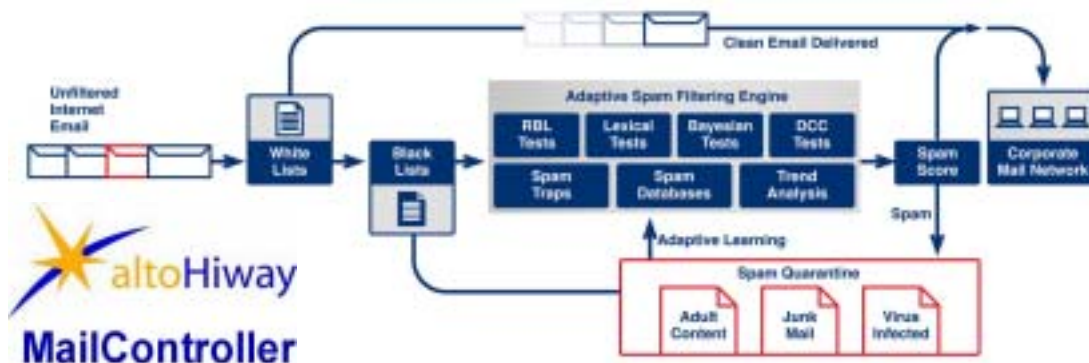 Clean Email Delivered
Unfiltered
Internet
Email
White
Lists
Black
Lists
Adaptive Spam Filtering Engine
RBL
Tests
Lexical
Tests
Bayesian
Tests
DCC
Tests
Spam
Traps
Spam
Databases
Trend
Analysis
Spam
Score
Corporate
Mail Network
Spam
Adaptive Learning
Spam Quarantine
Adult
Content
Junk
Mail
Virus
Infected
altoHiway
MailController